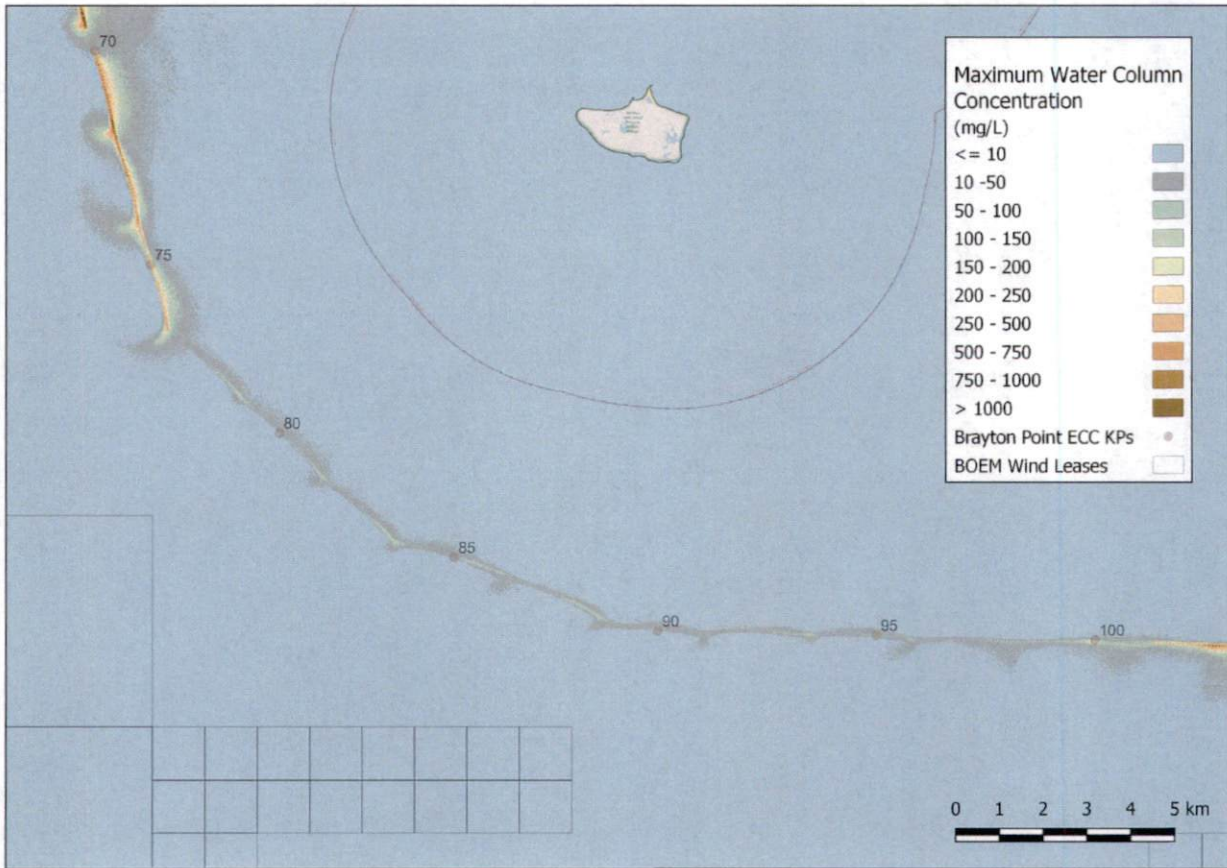 70
75
80
85
90
95
100
Maximum Water Column
Concentration
(mg/L)
<= 10
10 -50
50 - 100
100 - 150
150 - 200
200 - 250
250 - 500
500 - 750
750 - 1000
> 1000
Brayton Point ECC KPs
BOEM Wind Leases
0 1 2 3 4 5 km